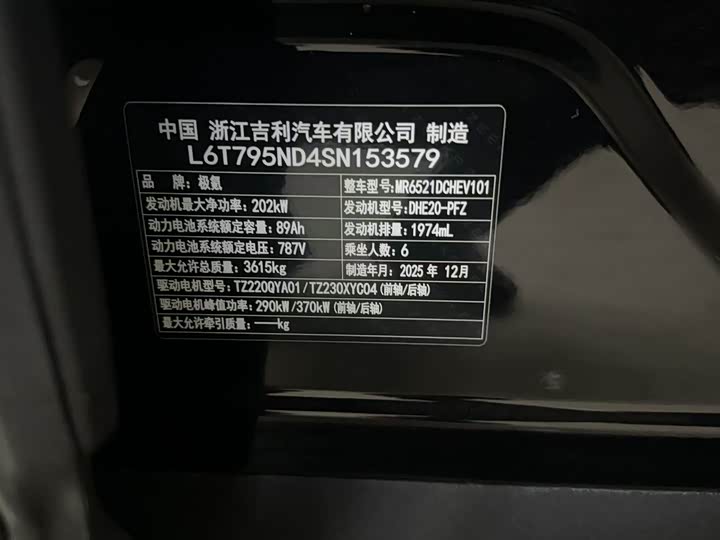 中国 浙江吉利汽车有限公司 制造
L6T795ND4SN153579
品 牌：极氪 整车型号：MR6521DCHEV101
发动机最大净功率：202kW 发动机型号：DHE20-PFZ
动力电池系统额定容量：89Ah 发动机排量：1974mL
动力电池系统额定电压：787V 乘坐人数：6
最大允许总质量：3615kg 制造年月：2025 年 12月
驱动电机型号：TZ220QYA01/TZ230XYC04(前轴/后轴)
驱动电机峰值功率：290kW/370kW(前轴/后轴)
最大允许牵引质量：——kg